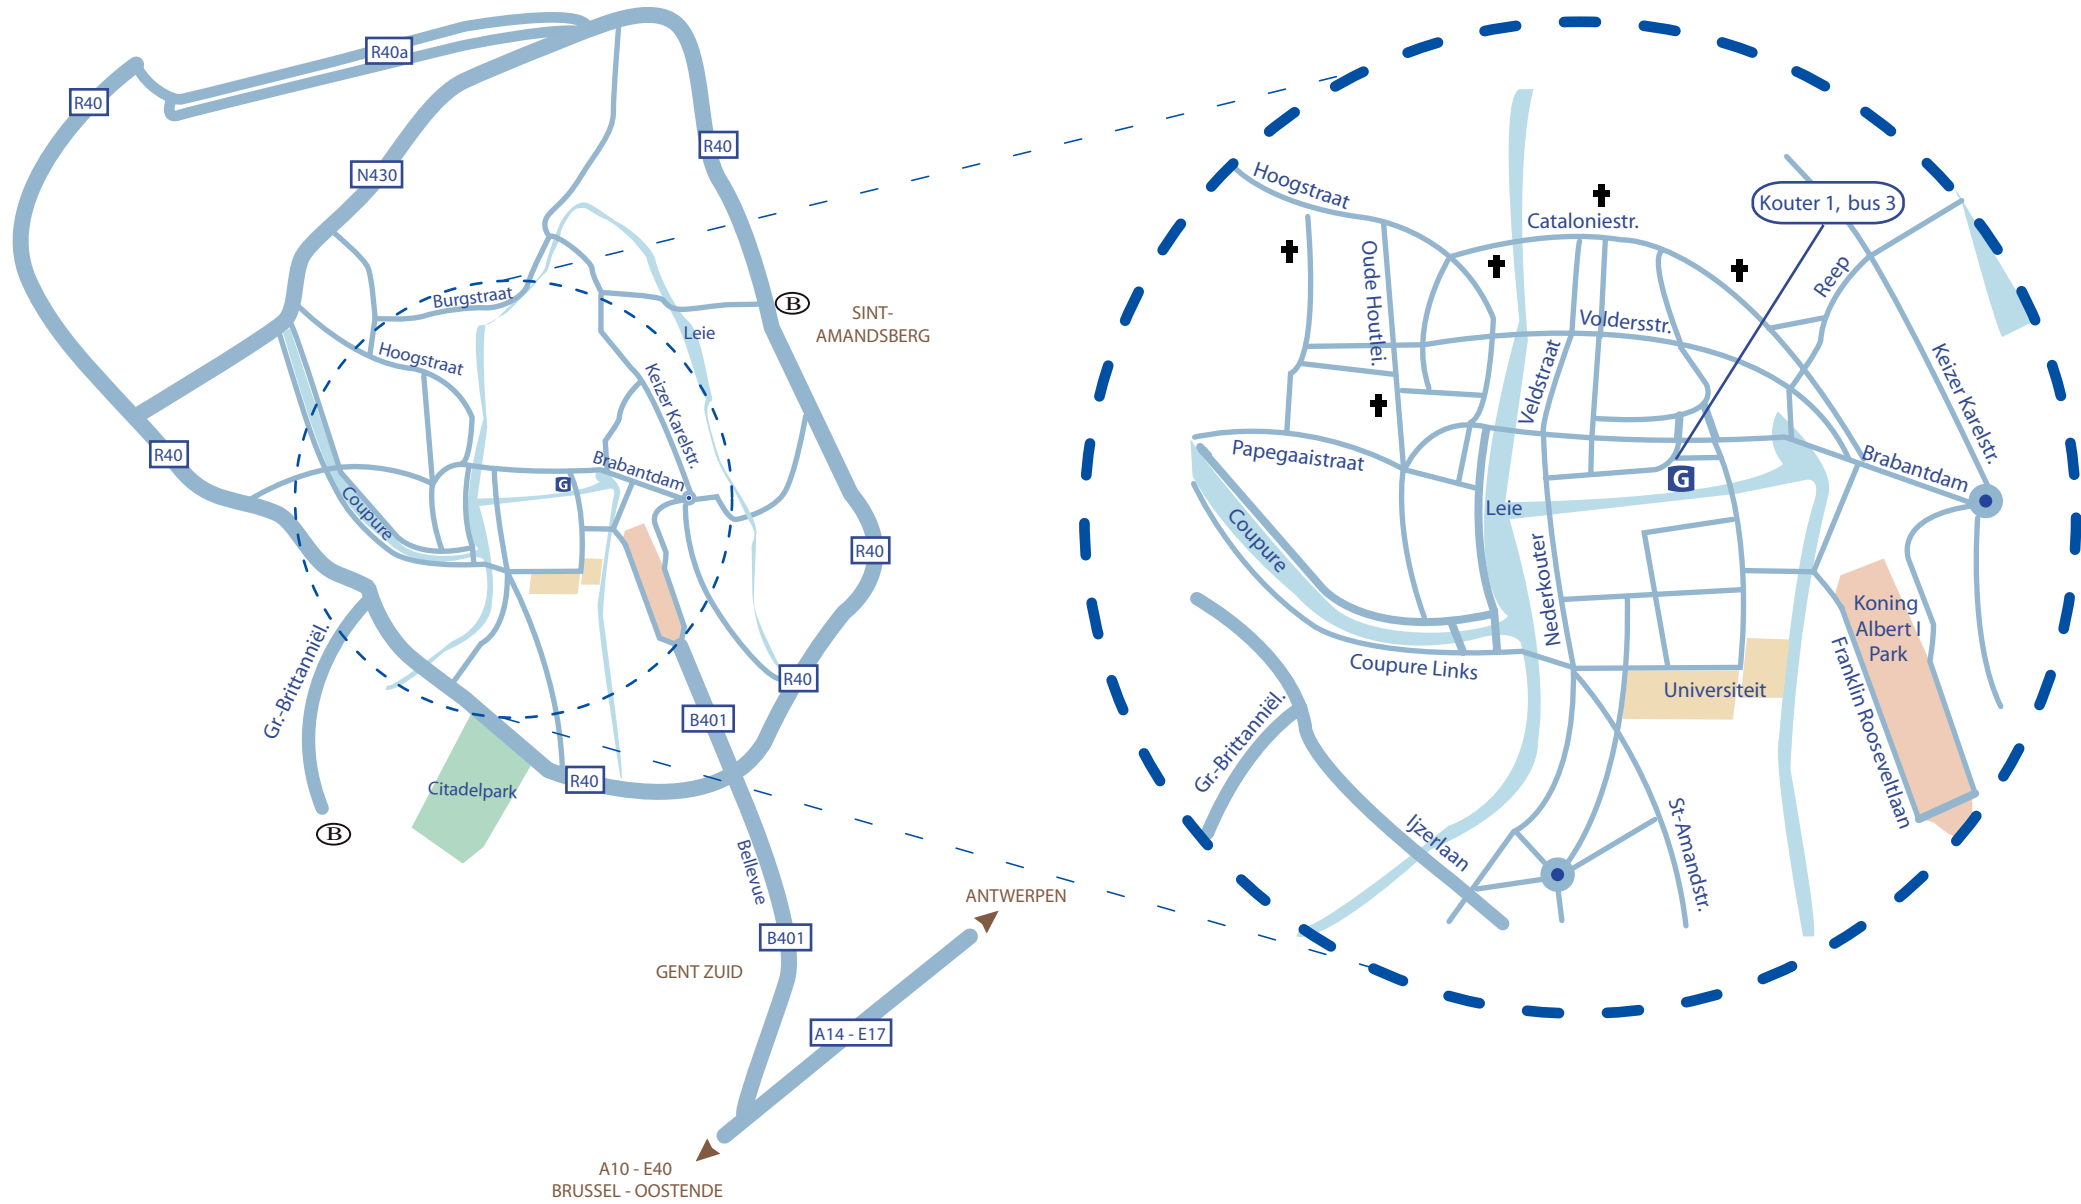 R40a
R40
N430
R40
Burgstraat
B
SINT-
AMANDSBERG
Leie
Hoogstraat
Keizer Karelstr.
R40
Brabantdam
G
Coupure
R40
Gr.-Brittanniël.
R40
B401
Citadelpark
R40
B
Bellevue
ANTWERPEN
B401
GENT ZUID
A14 - E17
A10 - E40
BRUSSEL - OOSTENDE
Hoogstraat
Cataloniestr.
Kouter 1, bus 3
Oude Houtlei.
Reep
Voldersstr.
Veldstraat
Keizer Karelstr.
Papegaaistraat
Brabantdam
G
Leie
Coupure
Nederkouter
Koning
Albert I
Park
Coupure Links
Universiteit
Franklin Rooseveltlaan
Gr.-Brittanniël.
Ijzerlaan
St-Amandstr.